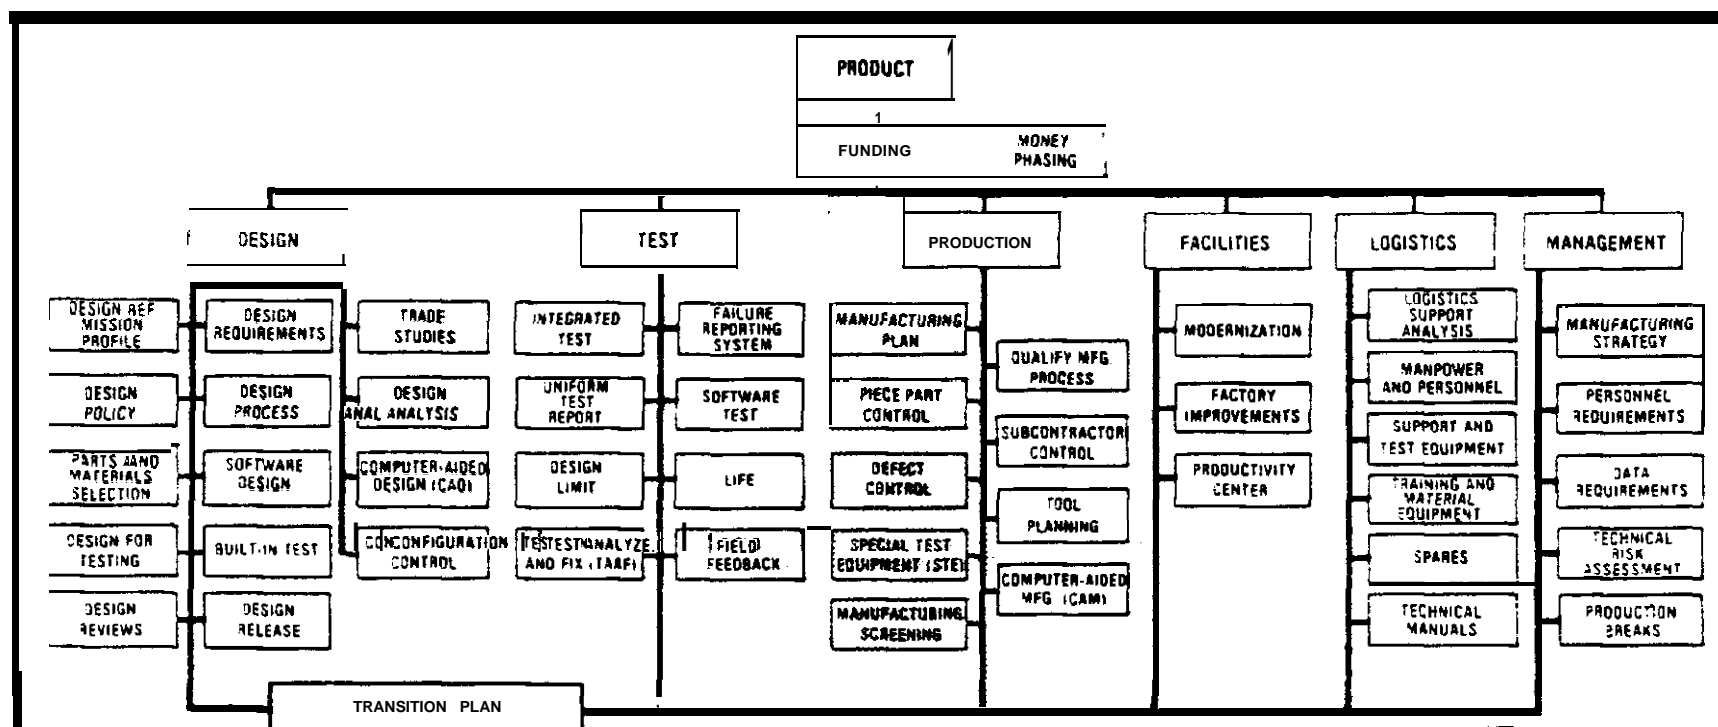 PRODUCT
1
FUNDING
MONEY
PHASING
DESIGN
TEST
PRODUCTION
FACILITIES
LOGISTICS
MANAGEMENT
DESIGN REF
MISSION
PROFILE
DESIGN
REQUIREMENTS
TRADE
STUDIES
DESIGN
POLICY
DESIGN
PROCESS
DESIGN
ANAL ANALYSIS
PARTS AND
MATERIALS
SELECTION
SOFTWARE
DESIGN
COMPUTER-AIDED
DESIGN (CAD)
DESIGN FOR
TESTING
BUILT-IN TEST
CONCONFIGURATION
CONTROL
DESIGN
REVIEWS
DESIGN
RELEASE
INTEGRATED
TEST
FAILURE
REPORTING
SYSTEM
UNIFORM
TEST
REPORT
SOFTWARE
TEST
DESIGN
LIMIT
LIFE
TESTEST ANALYZE
AND FIX (TAAF)
FIELD
FEEDBACK
MANUFACTURING
PLAN
QUALIFY MFG.
PROCESS
PIECE PART
CONTROL
SUBCONTRACTOR
CONTROL
DEFECT
CONTROL
TOOL
PLANNING
SPECIAL TEST
EQUIPMENT (STE)
COMPUTER-AIDED
MFG (CAM)
MANUFACTURING
SCREENING
MODERNIZATION
FACTORY
IMPROVEMENTS
PRODUCTIVITY
CENTER
LOGISTICS
SUPPORT
ANALYSIS
MANPOWER
AND PERSONNEL
SUPPORT AND
TEST EQUIPMENT
TRAINING AND
MATERIAL
EQUIPMENT
SPARES
TECHNICAL
MANUALS
MANUFACTURING
STRATEGY
PERSONNEL
REQUIREMENTS
DATA
REQUIREMENTS
TECHNICAL
RISK
ASSESSMENT
PRODUCTION
BREAKS
TRANSITION PLAN